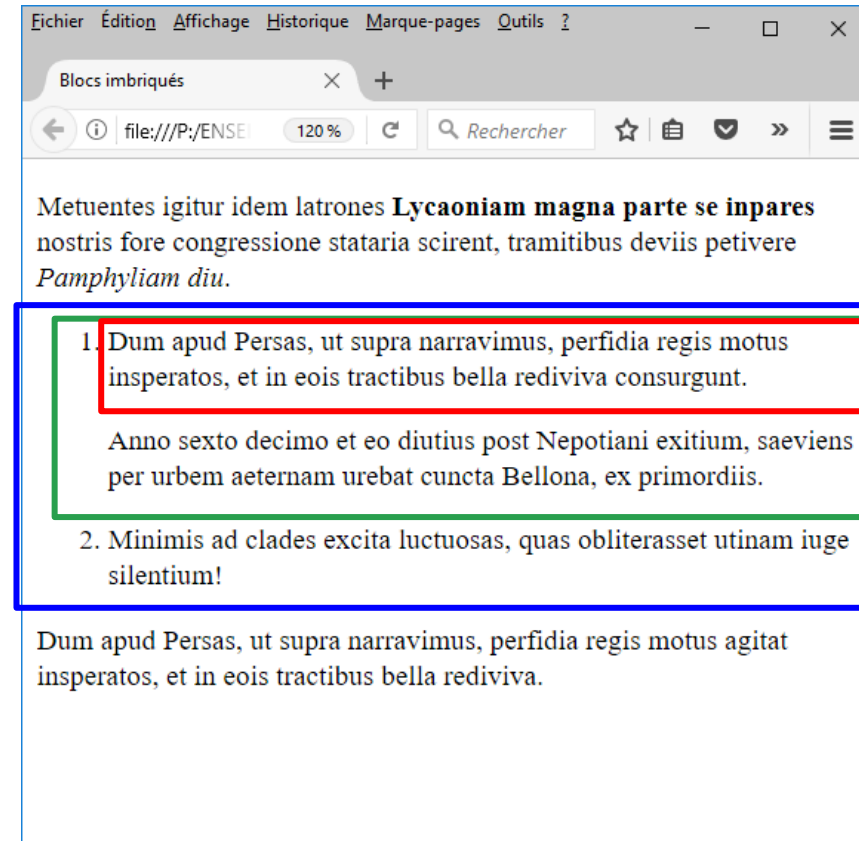 Fichier Édition Affichage Historique Marque-pages Outils ?
Blocs imbriqués
file:///P:/ENSE 120 % Rechercher
Metuentes igitur idem latrones Lycaoniam magna parte se inpares
nostris fore congressione stataria scirent, tramitibus deviis petivere
Pamphyliam diu.
1. Dum apud Persas, ut supra narravimus, perfidia regis motus
insperatos, et in eois tractibus bella rediviva consurgunt.
Anno sexto decimo et eo diutius post Nepotiani exitium, saeviens
per urbem aeternam urebat cuncta Bellona, ex primordiis.
2. Minimis ad clades excita luctuosas, quas obliterasset utinam iuge
silentium!
Dum apud Persas, ut supra narravimus, perfidia regis motus agitat
insperatos, et in eois tractibus bella rediviva.